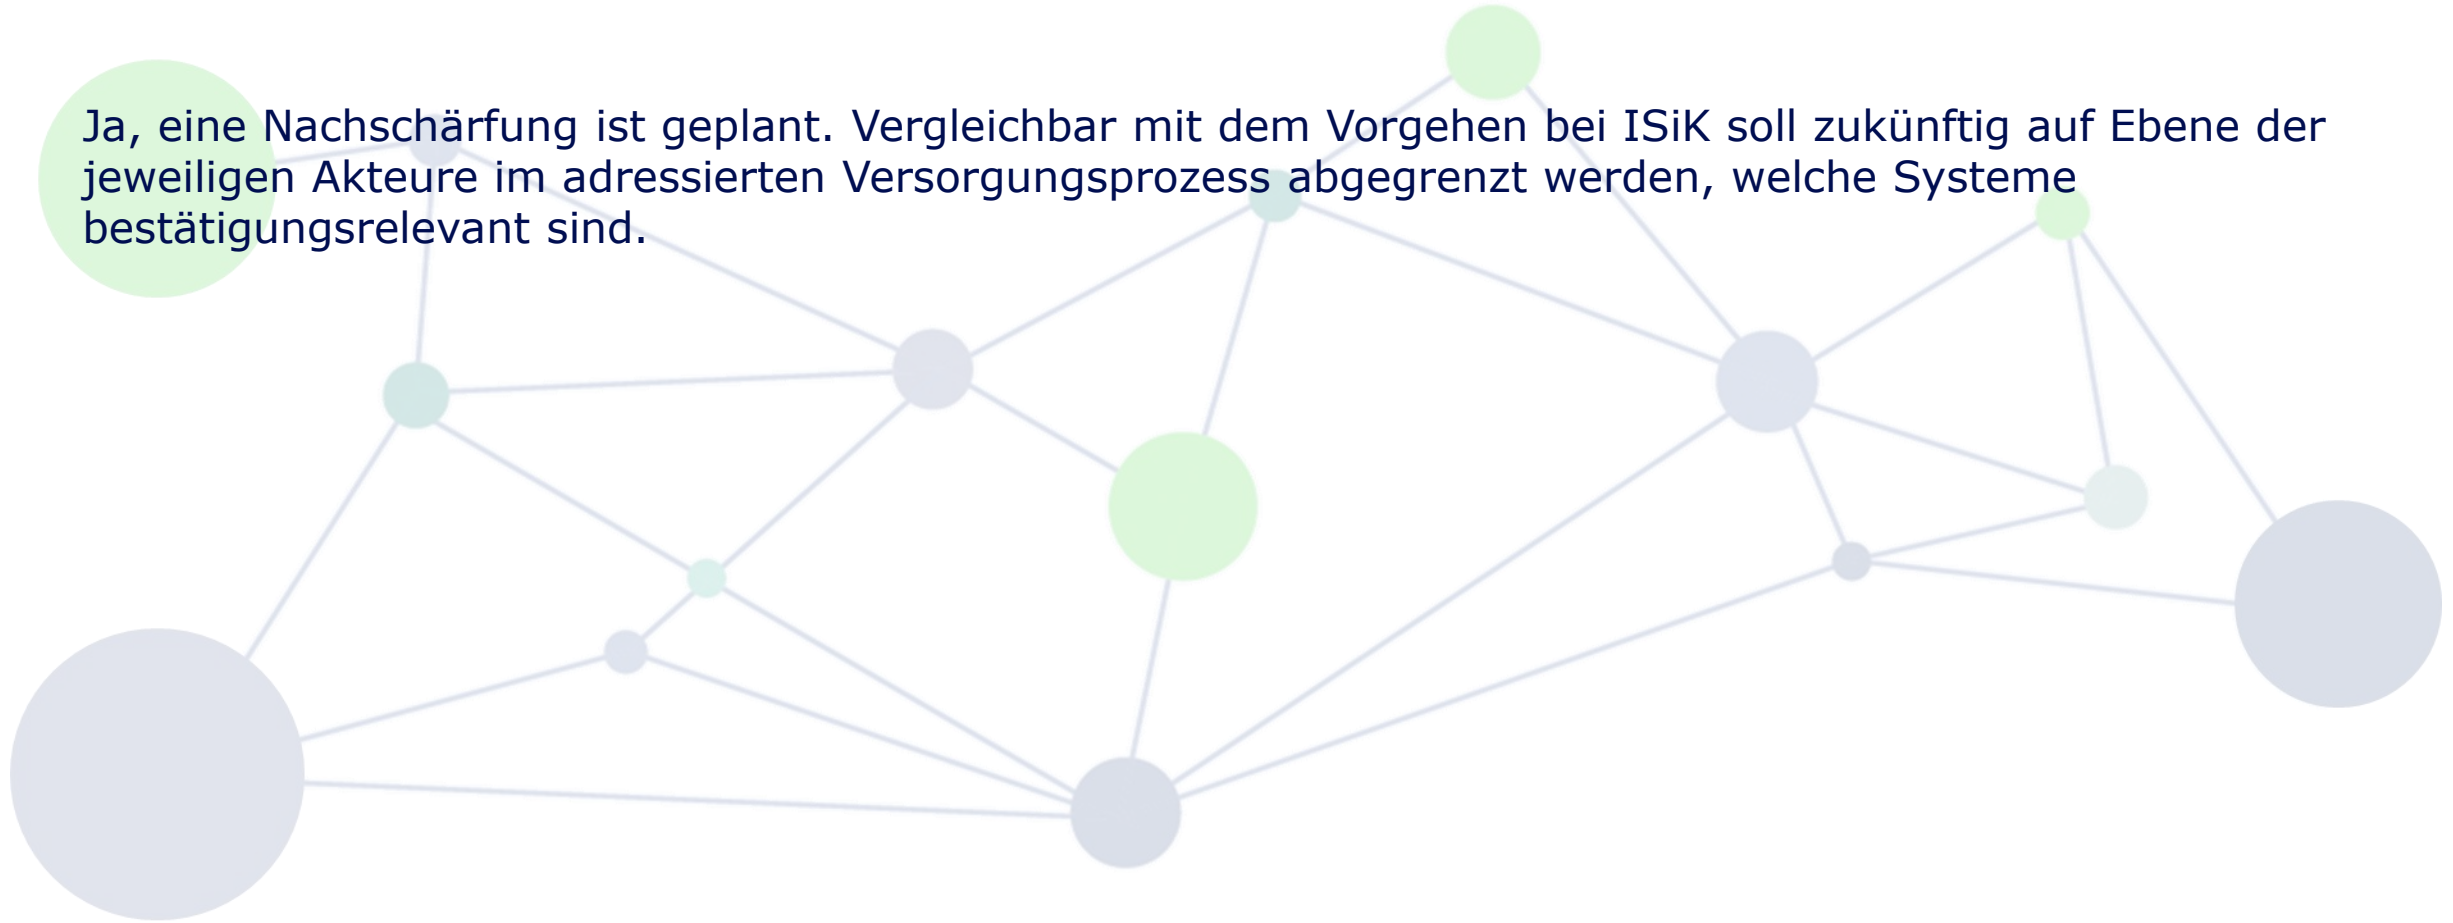 Ja, eine Nachschärfung ist geplant. Vergleichbar mit dem Vorgehen bei ISiK soll zukünftig auf Ebene der
jeweiligen Akteure im adressierten Versorgungsprozess abgegrenzt werden, welche Systeme
bestätigungsrelevant sind.